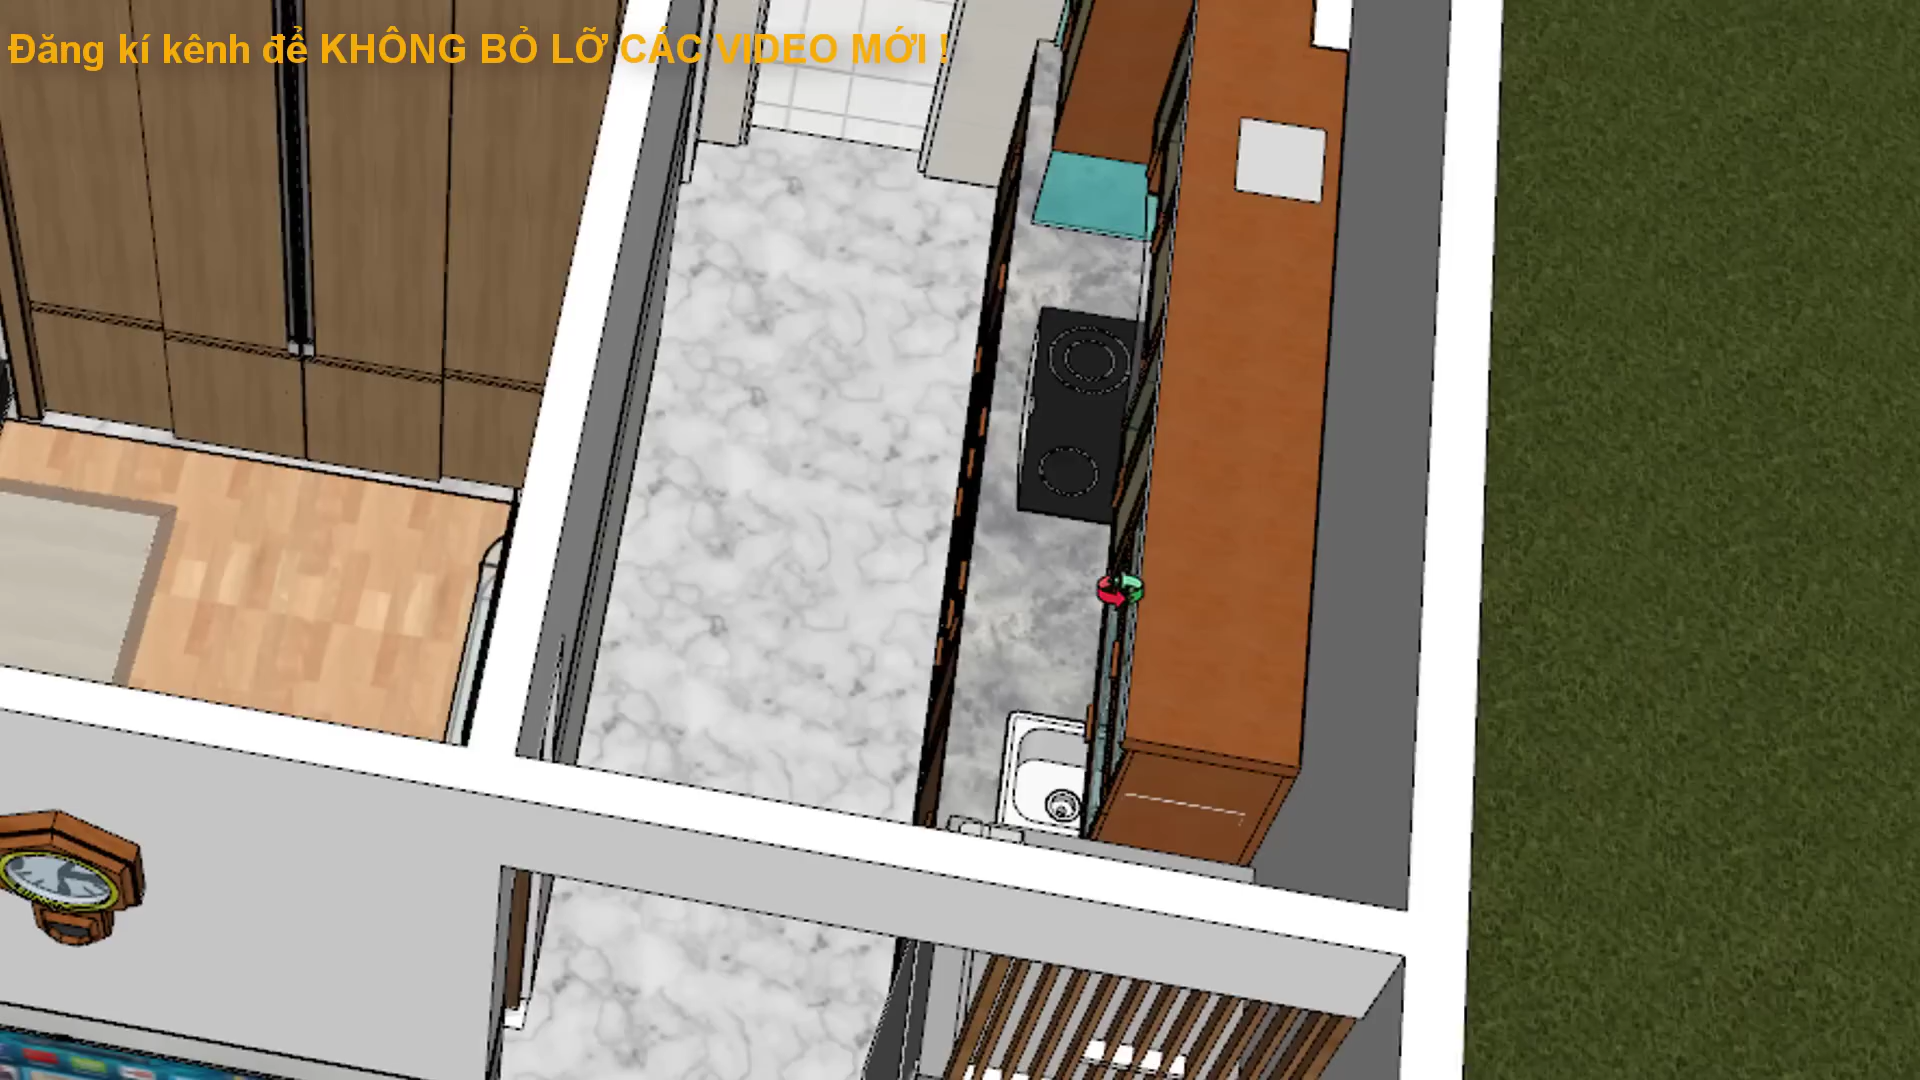 Đăng kí kênh để KHÔNG BỎ LỠ CÁC VIDEO MỚI !